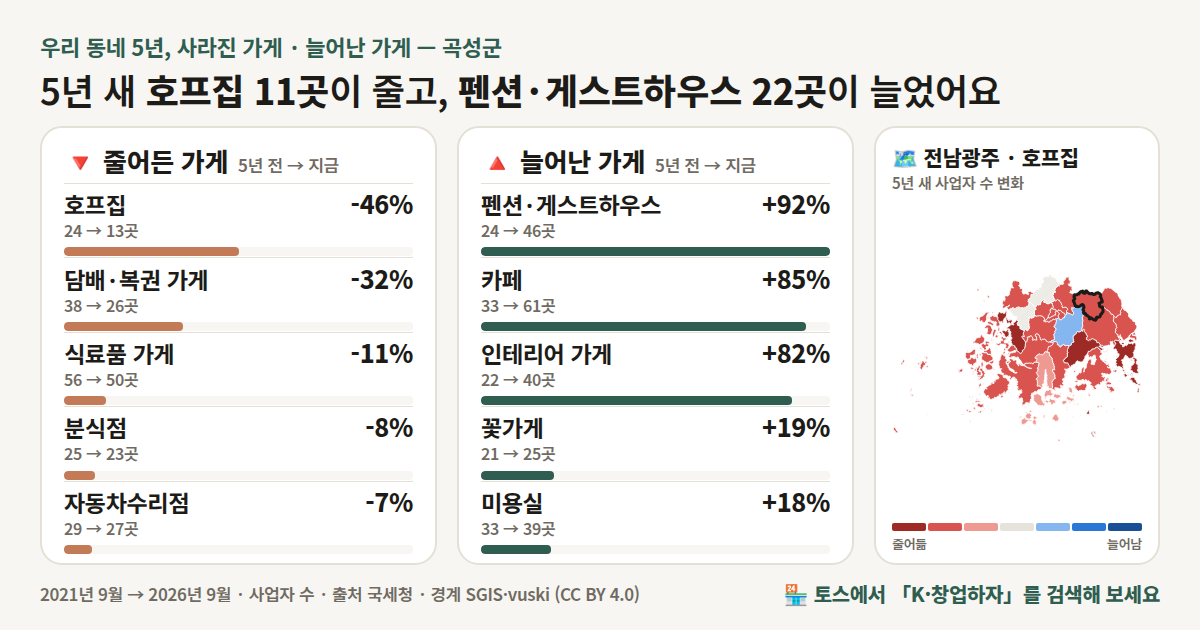 우리 동네 5년, 사라진 가게 · 늘어난 가게 — 곡성군
5년 새 호프집 11곳이 줄고, 펜션·게스트하우스 22곳이 늘었어요
줄어든 가게 5년 전 → 지금
호프집 -46%
24 → 13곳
담배·복권 가게 -32%
38 → 26곳
식료품 가게 -11%
56 → 50곳
분식점 -8%
25 → 23곳
자동차수리점 -7%
29 → 27곳
늘어난 가게 5년 전 → 지금
펜션·게스트하우스 +92%
24 → 46곳
카페 +85%
33 → 61곳
인테리어 가게 +82%
22 → 40곳
꽃가게 +19%
21 → 25곳
미용실 +18%
33 → 39곳
전남광주 · 호프집
5년 새 사업자 수 변화
줄어듦 늘어남
2021년 9월 → 2026년 9월 · 사업자 수 · 출처 국세청 · 경계 SGIS·vuski (CC BY 4.0)
토스에서 「K·창업하자」를 검색해 보세요